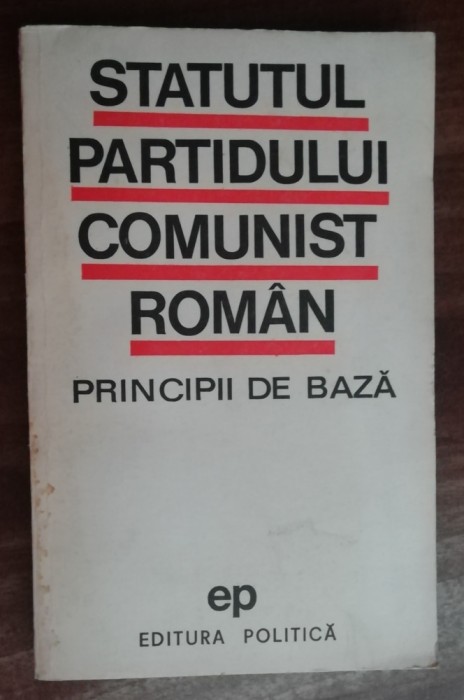 STATUTUL
PARTIDULUI
COMUNIST
ROMÂN
PRINCIPII DE BAZĂ
ep
EDITURA POLITICĂ